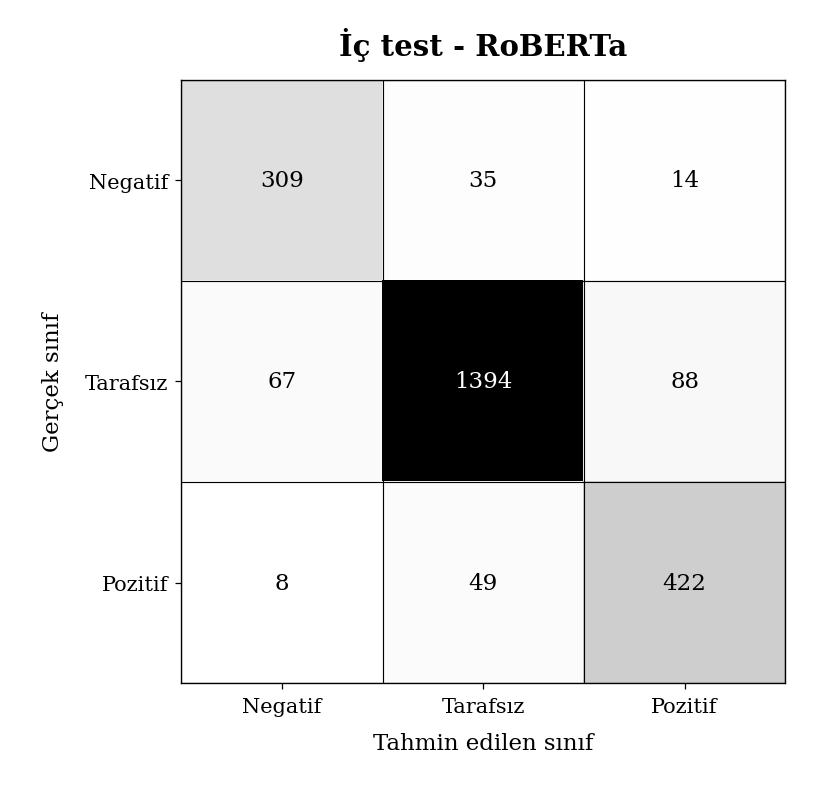 İç test - RoBERTa
Negatif 309 35 14
Tarafsız 67 1394 88
Pozitif 8 49 422
Negatif Tarafsız Pozitif
Tahmin edilen sınıf
Gerçek sınıf